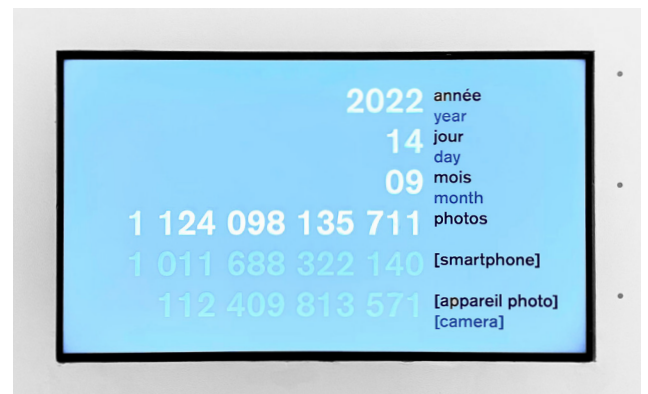 2022 année
year
14 jour
day
09 mois
month
1 124 098 135 711 photos
1 011 688 322 140 [smartphone]
112 409 813 571 [appareil photo]
[camera]